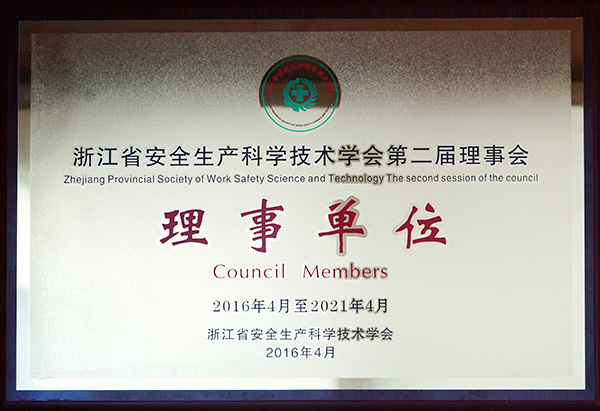 浙江省安全生产科学技术学会第二届理事会
Zhejiang Provincial Society of Work Safety Science and Technology The second session of the council
理事单位
Council Members
2016年4月至2021年4月
浙江省安全生产科学技术学会
2016年4月